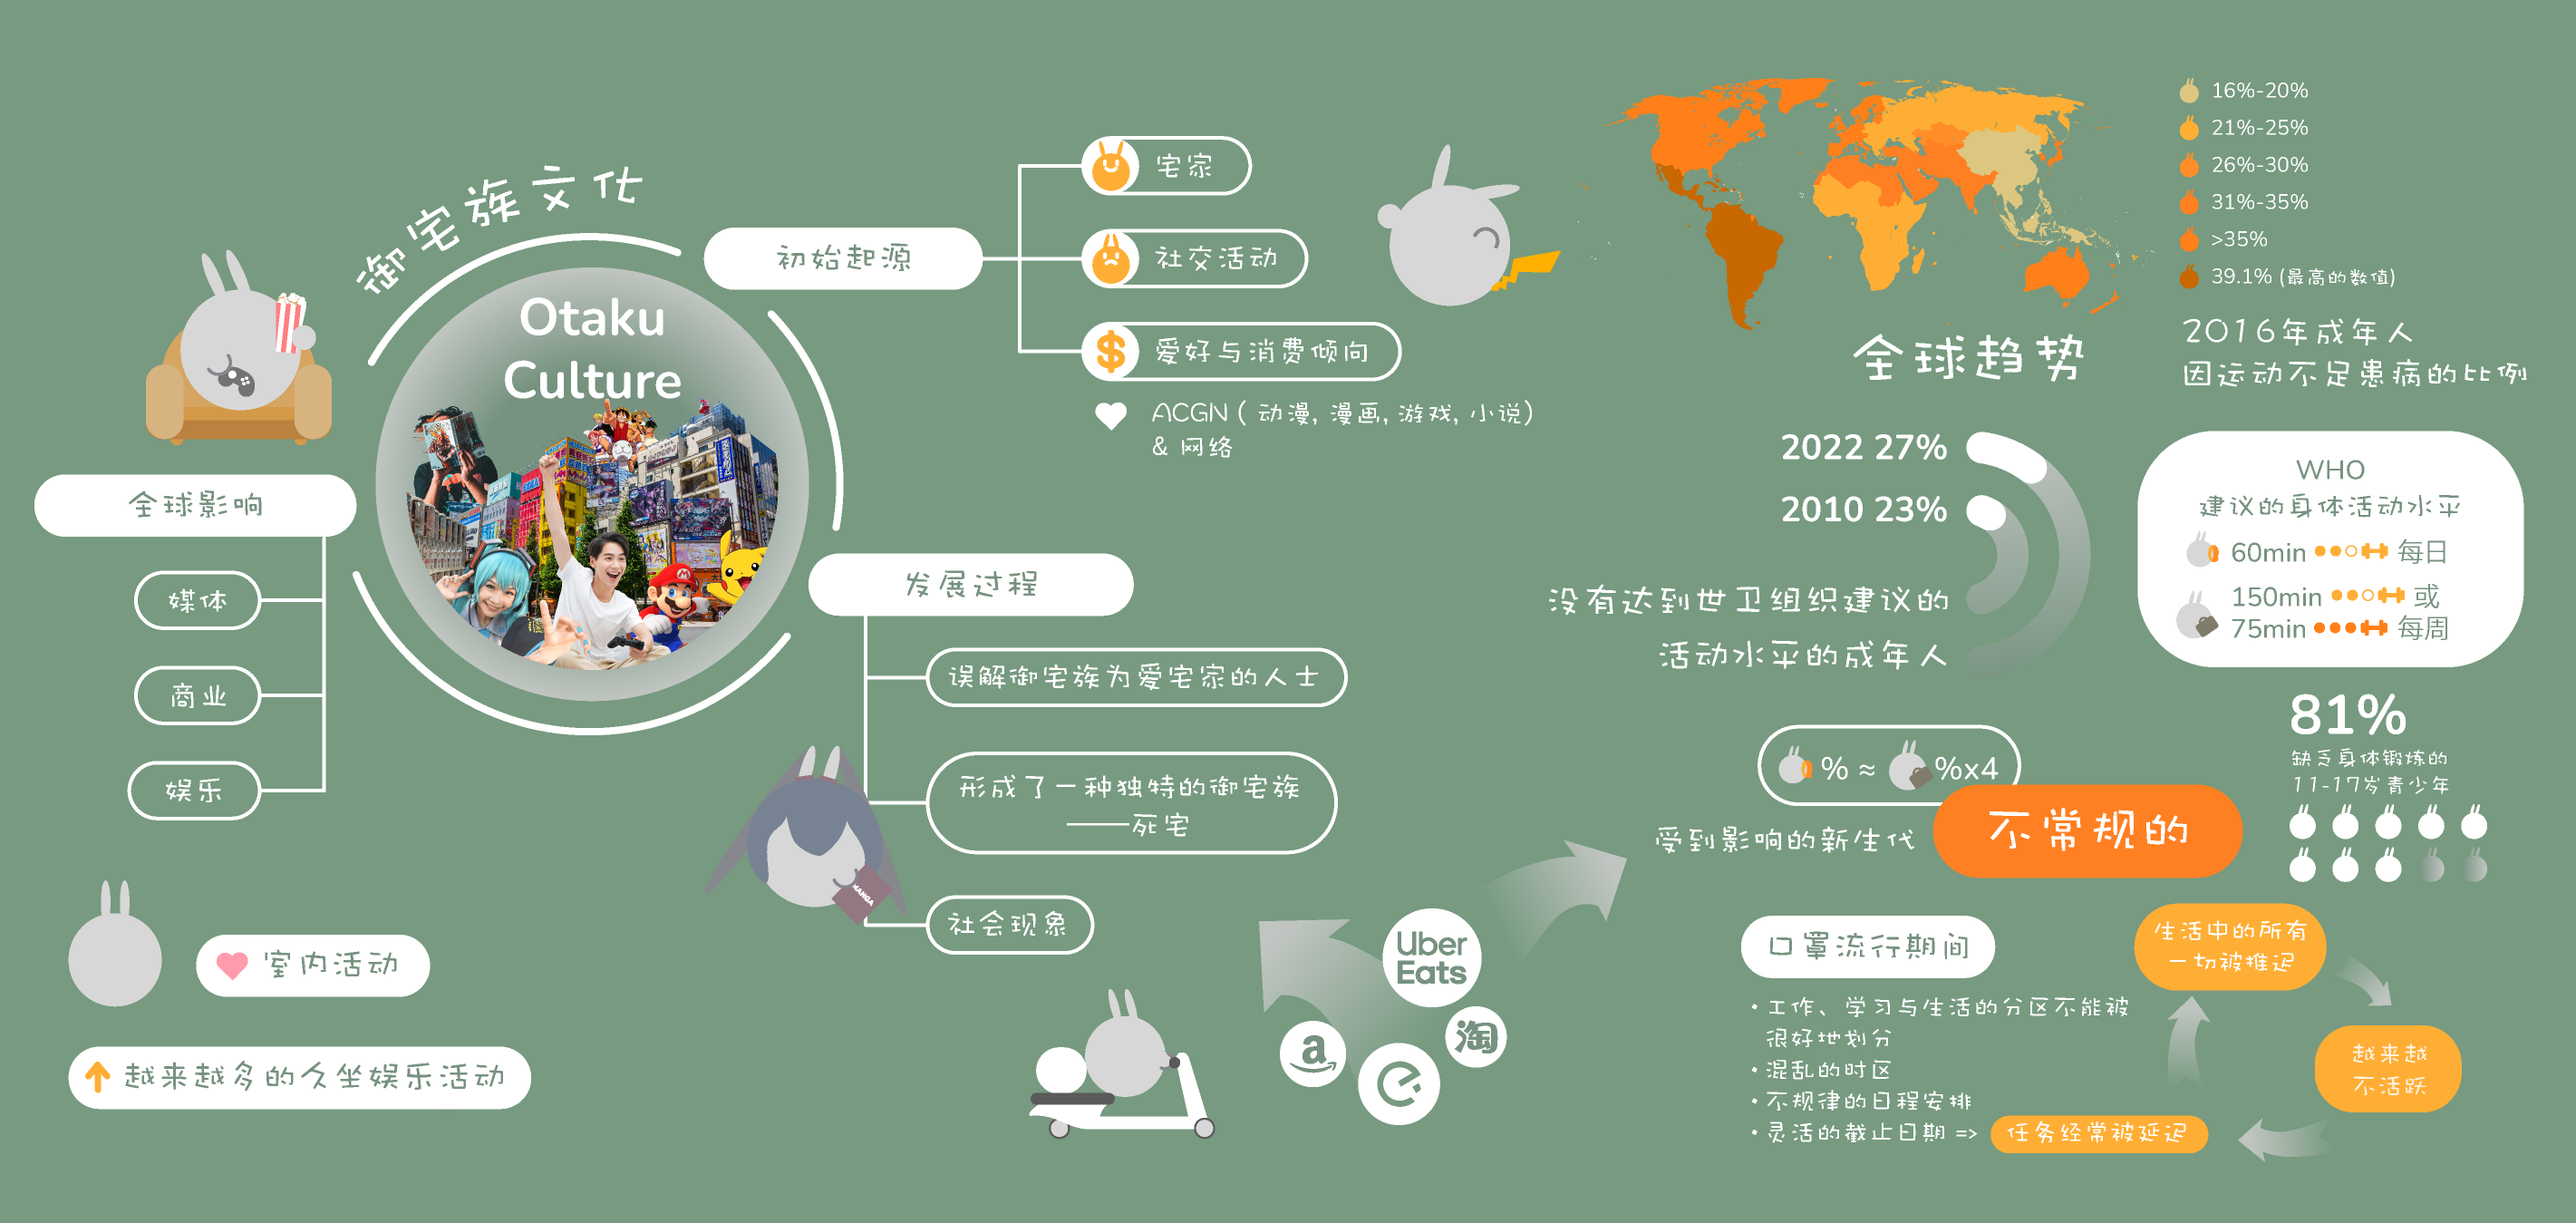 御宅族文化
Otaku
Culture
初始起源
宅家
社交活动
爱好与消费倾向
ACGN ( 动漫, 漫画, 游戏, 小说)
& 网络
全球影响
媒体
商业
娱乐
发展过程
误解御宅族为爱宅家的人士
形成了一种独特的御宅族
——死宅
社会现象
MANGA
室内活动
越来越多的久坐娱乐活动
Uber
Eats
a
淘
16%-20%
21%-25%
26%-30%
31%-35%
>35%
39.1% (最高的数值)
全球趋势
2016年成年人
因运动不足患病的比例
2022 27%
2010 23%
没有达到世卫组织建议的
活动水平的成年人
WHO
建议的身体活动水平
60min 每日
150min 或
75min 每周
81%
缺乏身体锻炼的
11-17岁青少年
% ≈ %x4
受到影响的新生代
不常规的
口罩流行期间
·工作、学习与生活的分区不能被
很好地划分
·混乱的时区
·不规律的日程安排
·灵活的截止日期 => 任务经常被延迟
生活中的所有
一切被推迟
越来越
不活跃